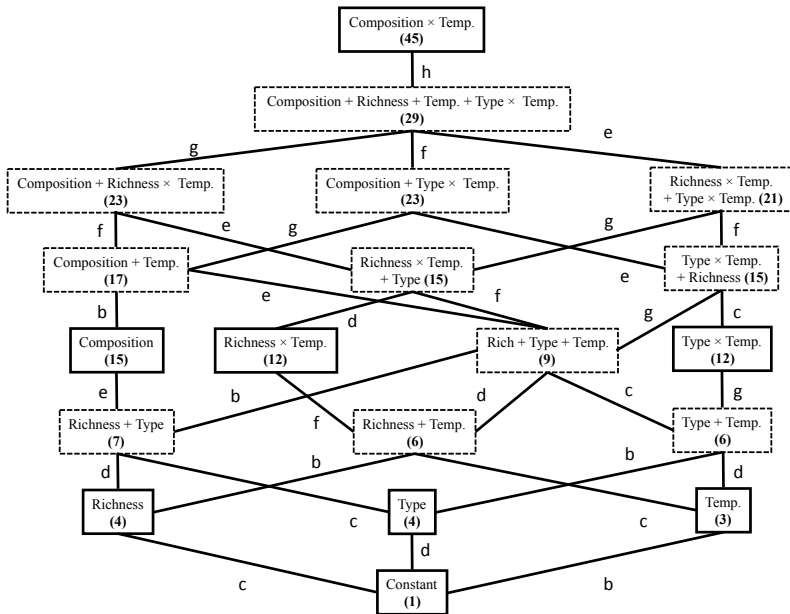 Composition × Temp.
(45)
h
Composition + Richness + Temp. + Type × Temp.
(29)
g
f
e
Composition + Richness × Temp.
(23)
Composition + Type × Temp.
(23)
Richness × Temp.
+ Type × Temp. (21)
f
e
g
g
f
e
Composition + Temp.
(17)
Richness × Temp.
+ Type (15)
Type × Temp.
+ Richness (15)
b
e
d
f
g
c
Composition
(15)
Richness × Temp.
(12)
Rich + Type + Temp.
(9)
Type × Temp.
(12)
e
b
f
d
c
g
Richness + Type
(7)
Richness + Temp.
(6)
Type + Temp.
(6)
d
b
b
d
c
c
Richness
(4)
Type
(4)
Temp.
(3)
c
d
b
Constant
(1)